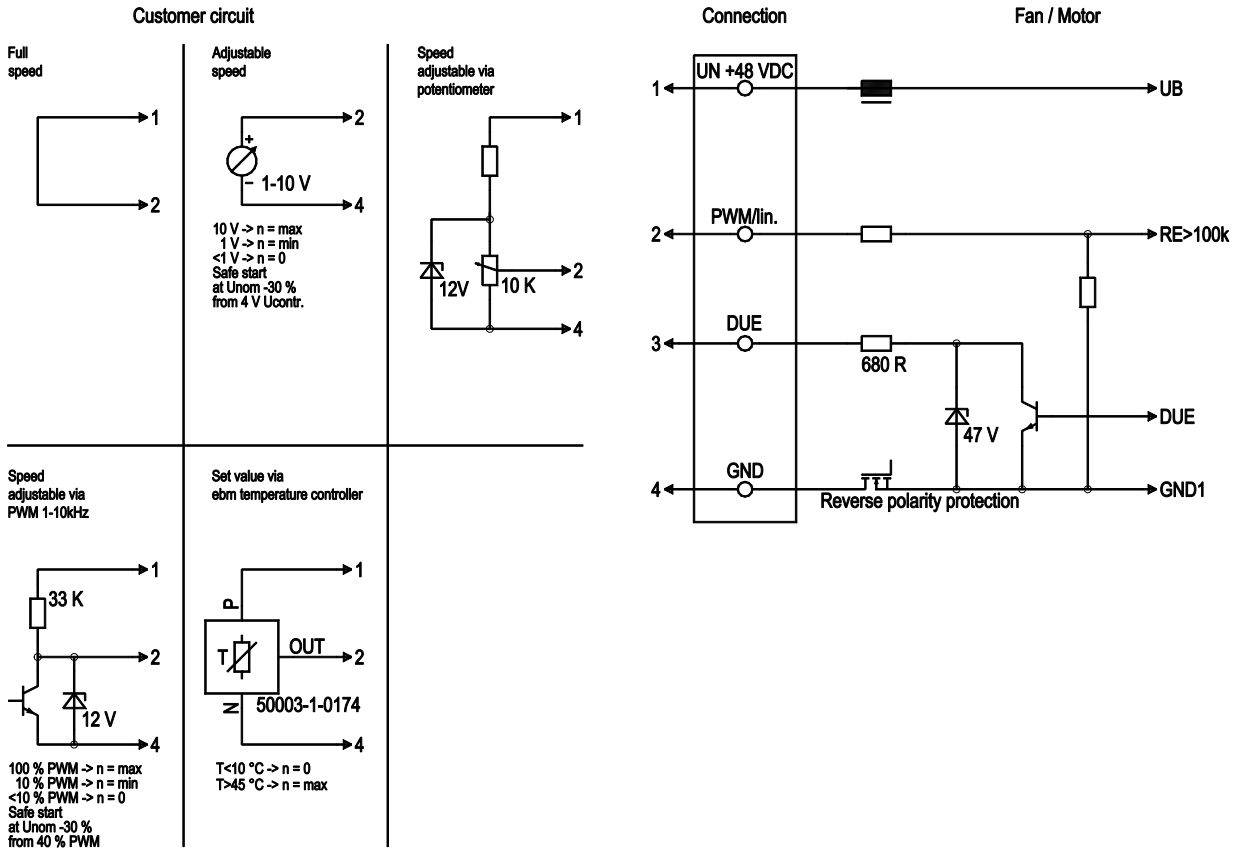 Customer circuit
Full
speed
1
2
Adjustable
speed
2
+
-
1-10 V
4
10 V -> n = max
1 V -> n = min
<1 V -> n = 0
Safe start
at Unom -30 %
from 4 V Ucontr.
Speed
adjustable via
potentiometer
1
2
12V
10 K
4
Speed
adjustable via
PWM 1-10kHz
1
33 K
2
12 V
4
100 % PWM -> n = max
10 % PWM -> n = min
<10 % PWM -> n = 0
Safe start
at Unom -30 %
from 40 % PWM
Set value via
ebm temperature controller
1
P
T
OUT
2
N
50003-1-0174
4
T<10 °C -> n = 0
T>45 °C -> n = max
Connection
Fan / Motor
UN +48 VDC
1
UB
PWM/lin.
2
RE>100k
DUE
3
680 R
DUE
47 V
GND
4
GND1
Reverse polarity protection